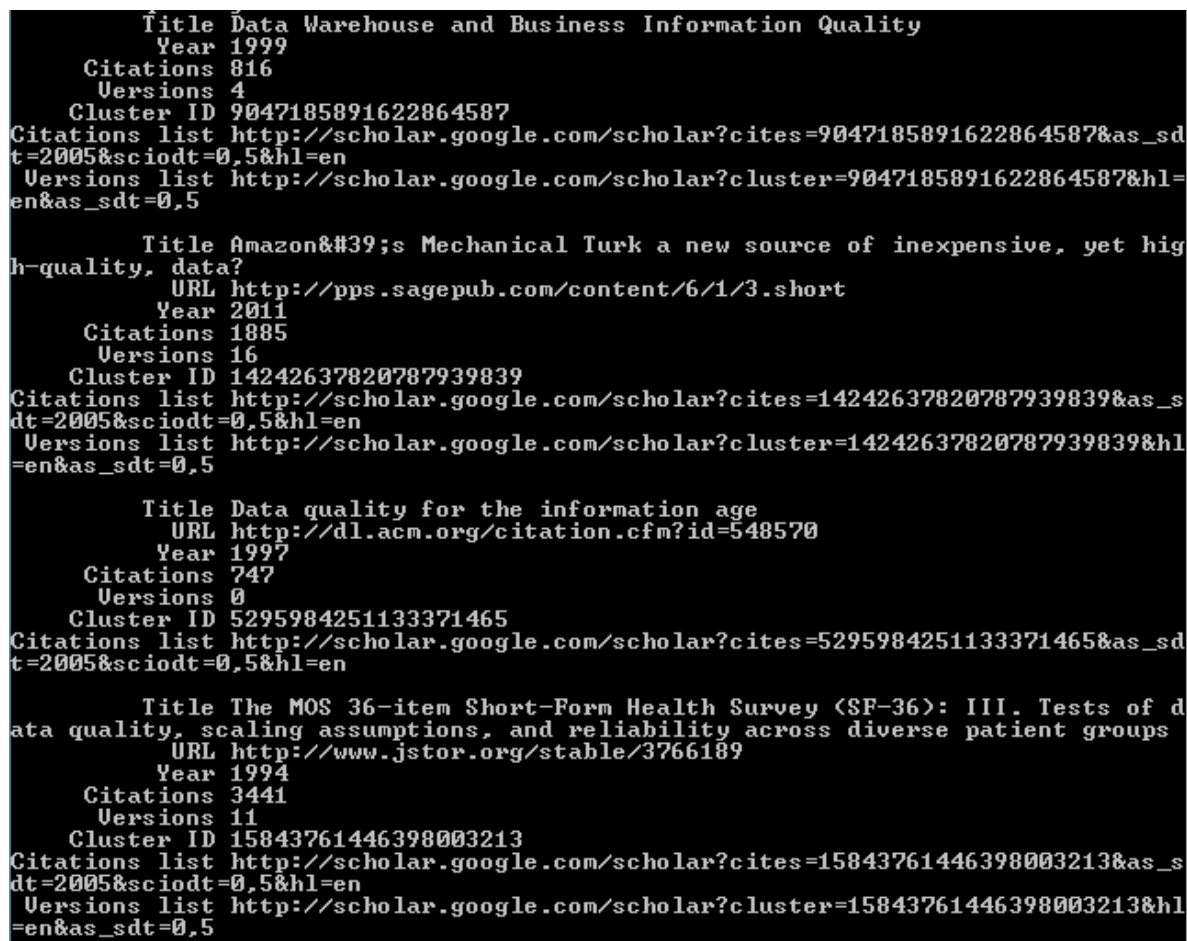 Title Data Warehouse and Business Information Quality
Year 1999
Citations 816
Versions 4
Cluster ID 9047185891622864587
Citations list http://scholar.google.com/scholar?cites=9047185891622864587&as_sd
t=2005&sciodt=0,5&hl=en
Versions list http://scholar.google.com/scholar?cluster=9047185891622864587&hl=
en&as_sdt=0,5
Title Amazon&#39;s Mechanical Turk a new source of inexpensive, yet hig
h-quality, data?
URL http://pps.sagepub.com/content/6/1/3.short
Year 2011
Citations 1885
Versions 16
Cluster ID 14242637820787939839
Citations list http://scholar.google.com/scholar?cites=14242637820787939839&as_s
dt=2005&sciodt=0,5&hl=en
Versions list http://scholar.google.com/scholar?cluster=14242637820787939839&hl
=en&as_sdt=0,5
Title Data quality for the information age
URL http://dl.acm.org/citation.cfm?id=548570
Year 1997
Citations 747
Versions 0
Cluster ID 5295984251133371465
Citations list http://scholar.google.com/scholar?cites=5295984251133371465&as_sd
t=2005&sciodt=0,5&hl=en
Title The MOS 36-item Short-Form Health Survey (SF-36): III. Tests of d
ata quality, scaling assumptions, and reliability across diverse patient groups
URL http://www.jstor.org/stable/3766189
Year 1994
Citations 3441
Versions 11
Cluster ID 15843761446398003213
Citations list http://scholar.google.com/scholar?cites=15843761446398003213&as_s
dt=2005&sciodt=0,5&hl=en
Versions list http://scholar.google.com/scholar?cluster=15843761446398003213&hl
=en&as_sdt=0,5